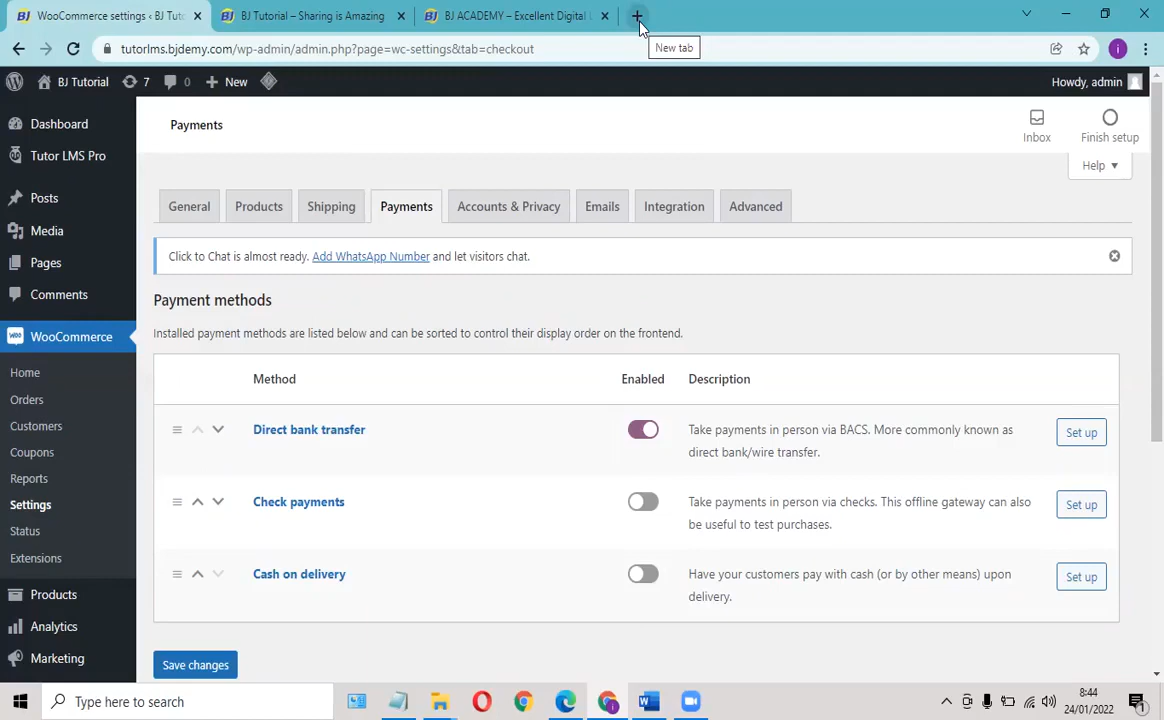 WooCommerce settings ‹ BJ Tuto
BJ Tutorial – Sharing is Amazing
BJ ACADEMY – Excellent Digital
New tab
tutorlms.bjdemy.com/wp-admin/admin.php?page=wc-settings&tab=checkout
i
BJ Tutorial
7
0
New
Howdy, admin
Dashboard
Tutor LMS Pro
Posts
Media
Pages
Comments
WooCommerce
Home
Orders
Customers
Coupons
Reports
Settings
Status
Extensions
Products
Analytics
Marketing
Payments
Inbox
Finish setup
Help
General
Products
Shipping
Payments
Accounts & Privacy
Emails
Integration
Advanced
Click to Chat is almost ready. Add WhatsApp Number and let visitors chat.
Payment methods
Installed payment methods are listed below and can be sorted to control their display order on the frontend.
Method
Enabled
Description
Direct bank transfer
Take payments in person via BACS. More commonly known as
direct bank/wire transfer.
Set up
Check payments
Take payments in person via checks. This offline gateway can also
be useful to test purchases.
Set up
Cash on delivery
Have your customers pay with cash (or by other means) upon
delivery.
Set up
Save changes
Type here to search
8:44
24/01/2022